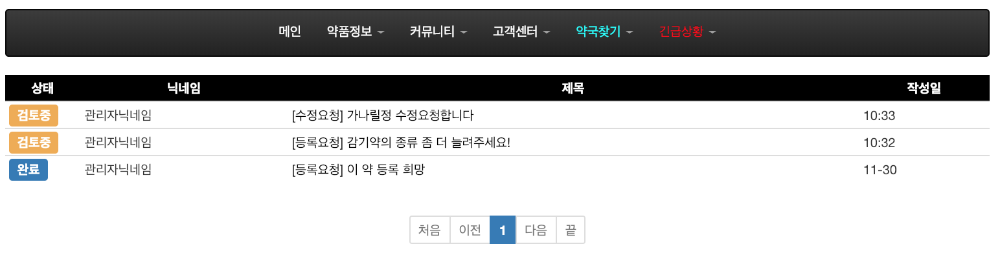 메인 약품정보 커뮤니티 고객센터 약국찾기 긴급상황
상태 닉네임 제목 작성일
검토중 관리자닉네임 [수정요청] 가나릴정 수정요청합니다 10:33
검토중 관리자닉네임 [등록요청] 감기약의 종류 좀 더 늘려주세요! 10:32
완료 관리자닉네임 [등록요청] 이 약 등록 희망 11-30
처음 이전 1 다음 끝